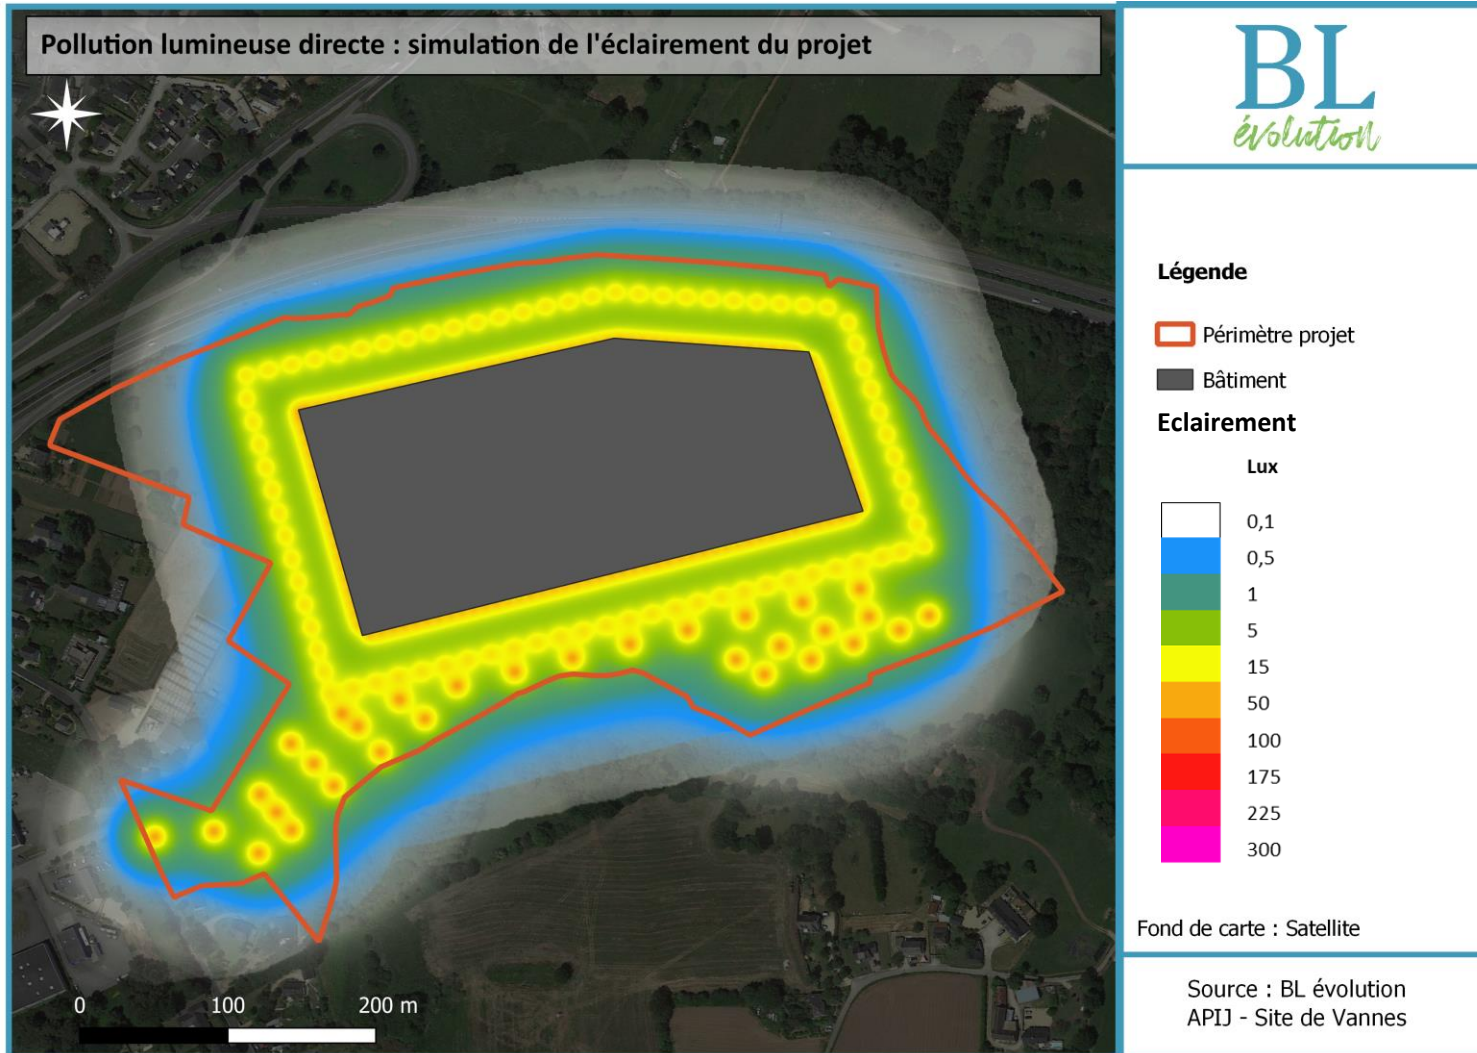 Pollution lumineuse directe : simulation de l'éclairement du projet
BL
évolution
Légende
Périmètre projet
Bâtiment
Eclairement
Lux
0,1
0,5
1
5
15
50
100
175
225
300
Fond de carte : Satellite
Source : BL évolution
APIJ - Site de Vannes
0 100 200 m